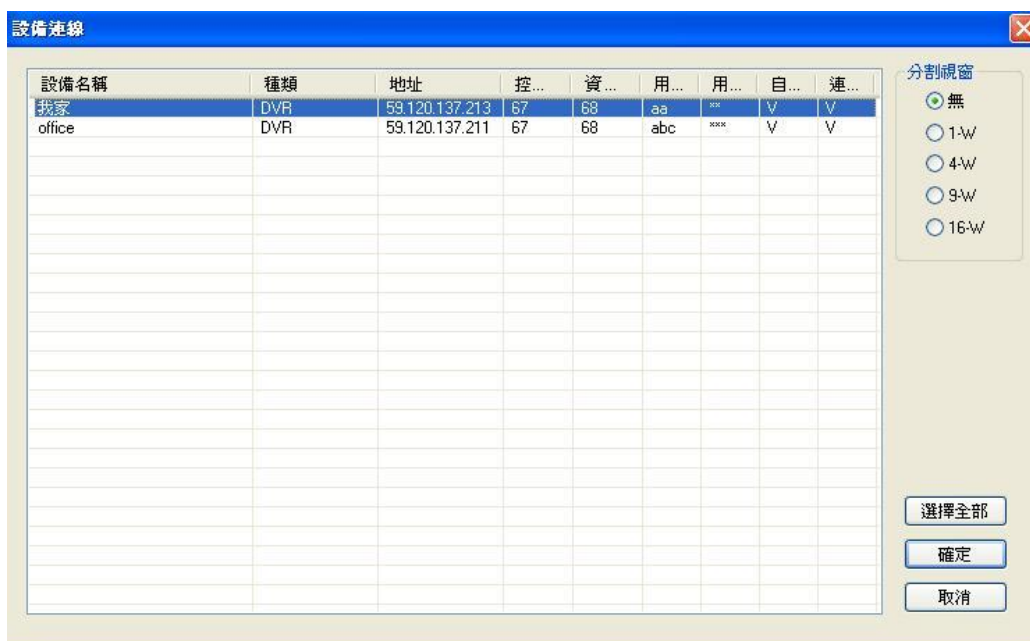 設備連線
設備名稱 種類 地址 控... 資... 用... 用... 自... 連...
我家 DVR 59.120.137.213 67 68 aa ** V V
office DVR 59.120.137.211 67 68 abc *** V V
分割視窗
無
1-W
4-W
9-W
16-W
選擇全部
確定
取消